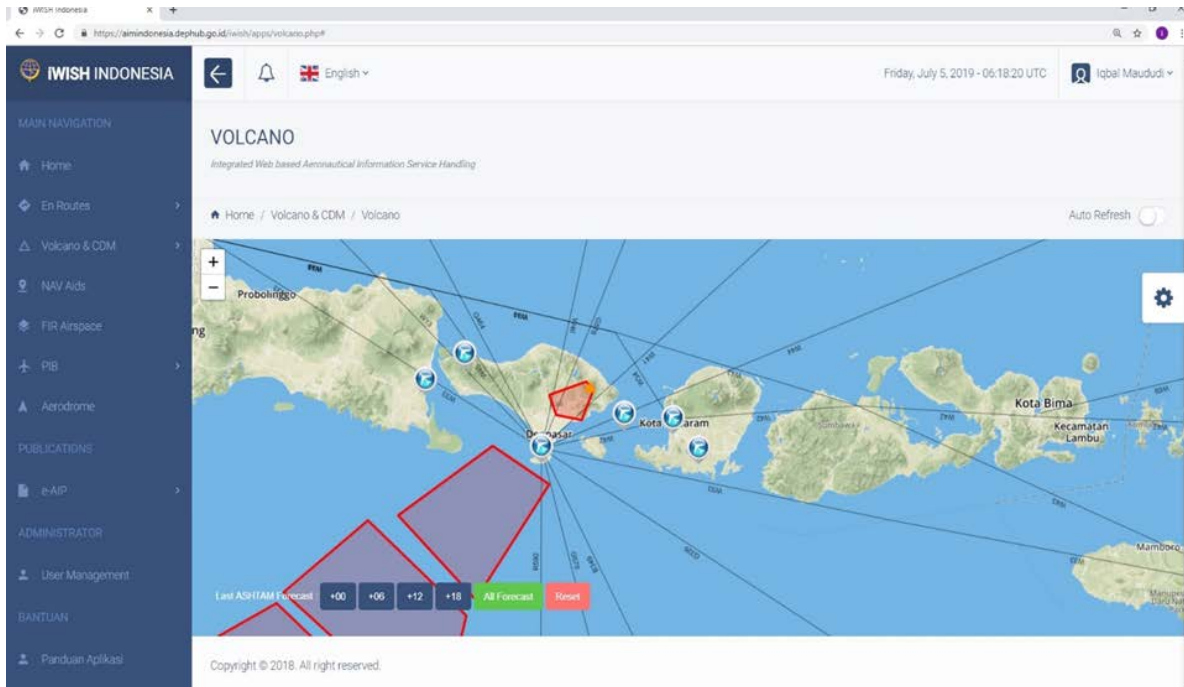 IWISH Indonesia
https://aimindonesia.dephub.go.id/iwish/apps/volcano.php#
IWISH INDONESIA
English
Friday, July 5, 2019 - 06:18:20 UTC
Iqbal Maududi
MAIN NAVIGATION
Home
En Routes
Volcano & CDM
NAV Aids
FIR Airspace
PIB
Aerodrome
PUBLICATIONS
e-AIP
ADMINISTRATOR
User Management
BANTUAN
Panduan Aplikasi
VOLCANO
Integrated Web based Aeronautical Information Service Handling
Home / Volcano & CDM / Volcano
Auto Refresh
+
−
Probolinggo
ng
Kota
aram
Sumbawa
Kota Bima
Kecamatan
Lambu
Mamboro
W33
Last ASHTAM Forecast
+00
+06
+12
+18
All Forecast
Reset
Copyright © 2018. All right reserved.